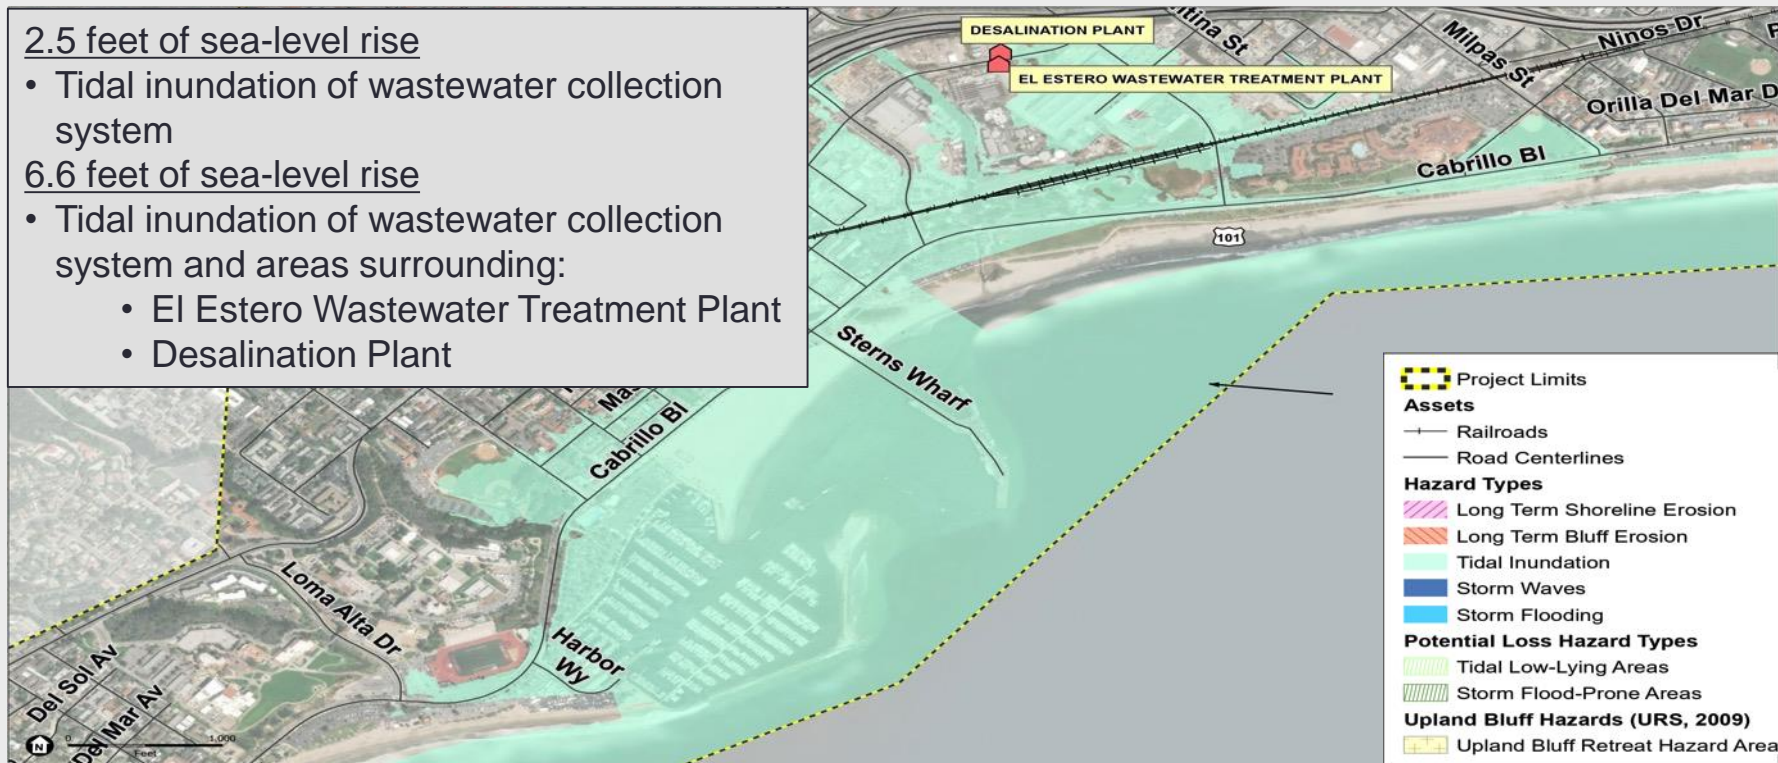 2.5 feet of sea-level rise
• Tidal inundation of wastewater collection
system
6.6 feet of sea-level rise
• Tidal inundation of wastewater collection
system and areas surrounding:
• El Estero Wastewater Treatment Plant
• Desalination Plant
DESALINATION PLANT
EL ESTERO WASTEWATER TREATMENT PLANT
St
Milpas St
Ninos Dr
Orilla Del Mar D
Cabrillo Bl
101
Sterns Wharf
Cabrillo Bl
Loma Alta Dr
Harbor
Wy
Del Sol Av
Del Mar Av
N
0 1,000
Feet
Project Limits
Assets
Railroads
Road Centerlines
Hazard Types
Long Term Shoreline Erosion
Long Term Bluff Erosion
Tidal Inundation
Storm Waves
Storm Flooding
Potential Loss Hazard Types
Tidal Low-Lying Areas
Storm Flood-Prone Areas
Upland Bluff Hazards (URS, 2009)
Upland Bluff Retreat Hazard Area